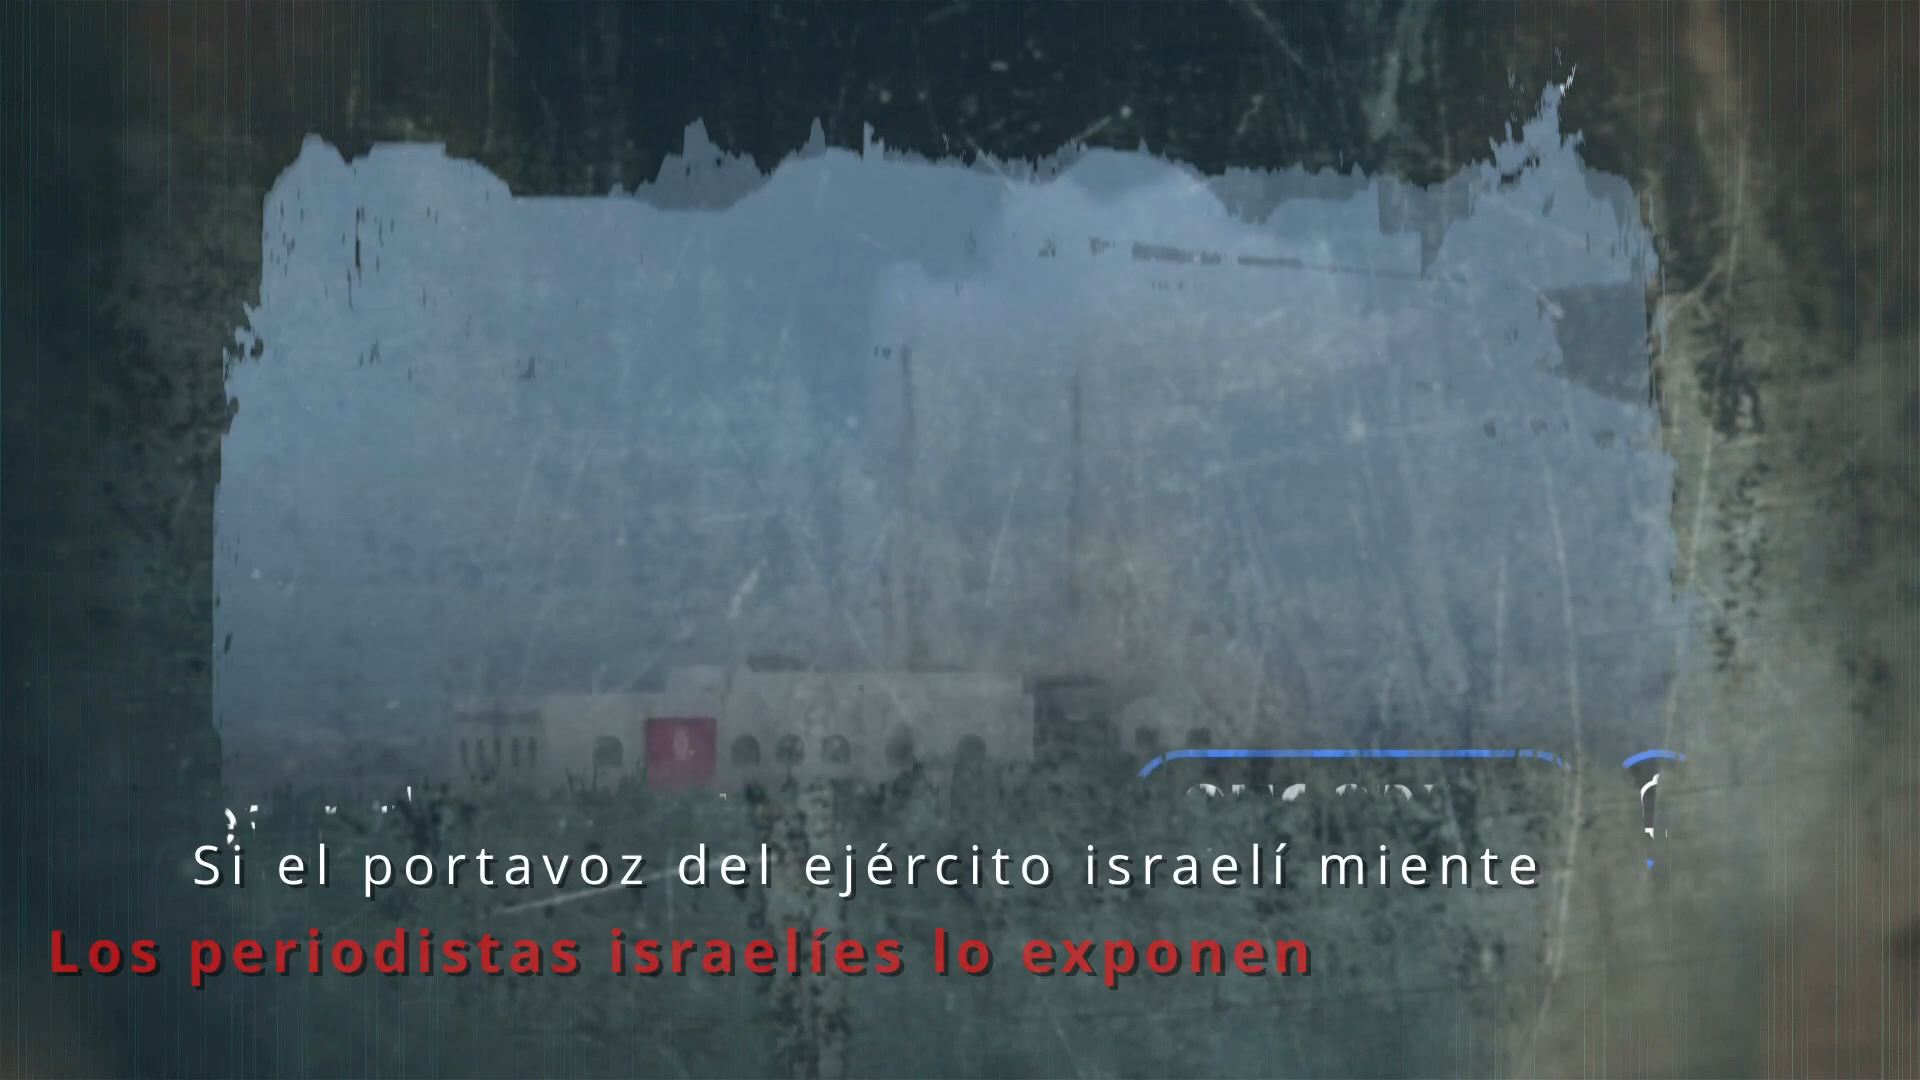 Si el portavoz del ejército israelí miente
Los periodistas israelíes lo exponen